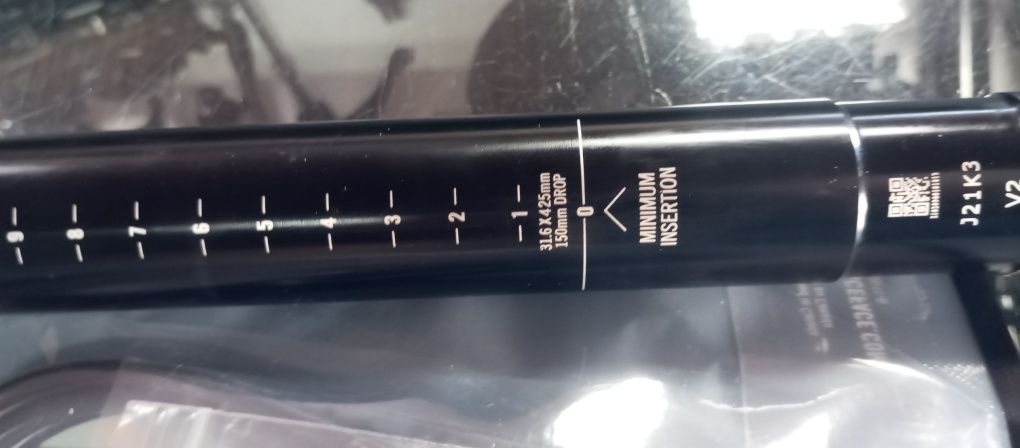 9
8
7
6
5
4
3
2
1
31.6 X 425mm
150mm DROP
0
MINIMUM
INSERTION
J21K3
V2